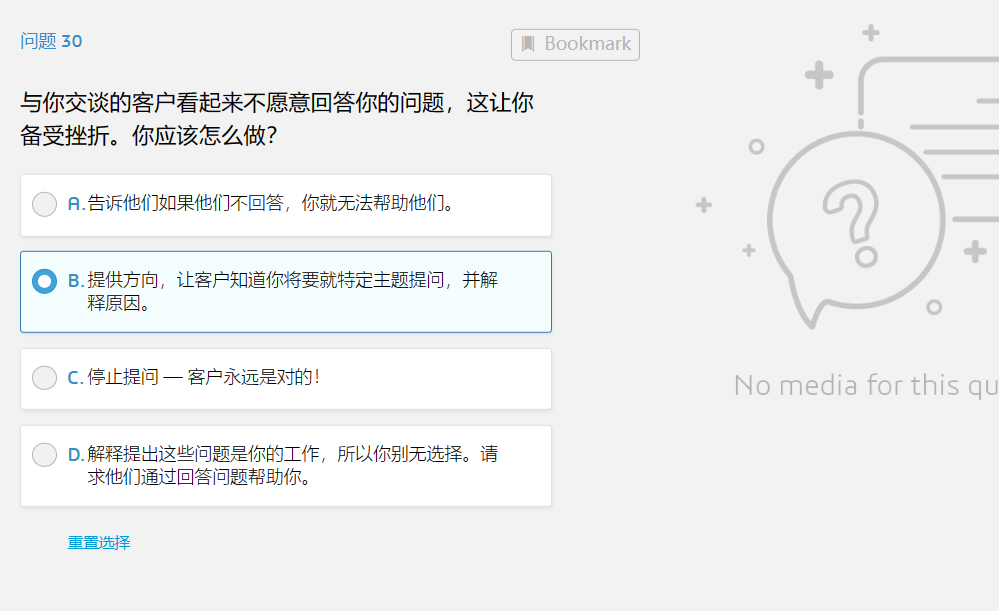 问题 30
Bookmark
与你交谈的客户看起来不愿意回答你的问题，这让你
备受挫折。你应该怎么做？
A.告诉他们如果他们不回答，你就无法帮助他们。
B.提供方向，让客户知道你将要就特定主题提问，并解
释原因。
C.停止提问 — 客户永远是对的！
D.解释提出这些问题是你的工作，所以你别无选择。请
求他们通过回答问题帮助你。
重置选择
No media for this qu